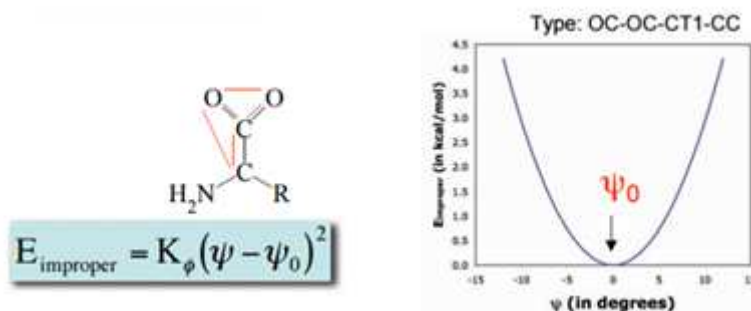 Type: OC-OC-CT1-CC
O O
C
C
H₂N R
E_improper = K_ϕ(ψ − ψ₀)²
E_improper (in kcal/mol)
4.5
4.0
3.5
3.0
2.5
2.0
1.5
1.0
0.5
0.0
ψ₀
-15 -10 -5 0 5 10 15
ψ (in degrees)